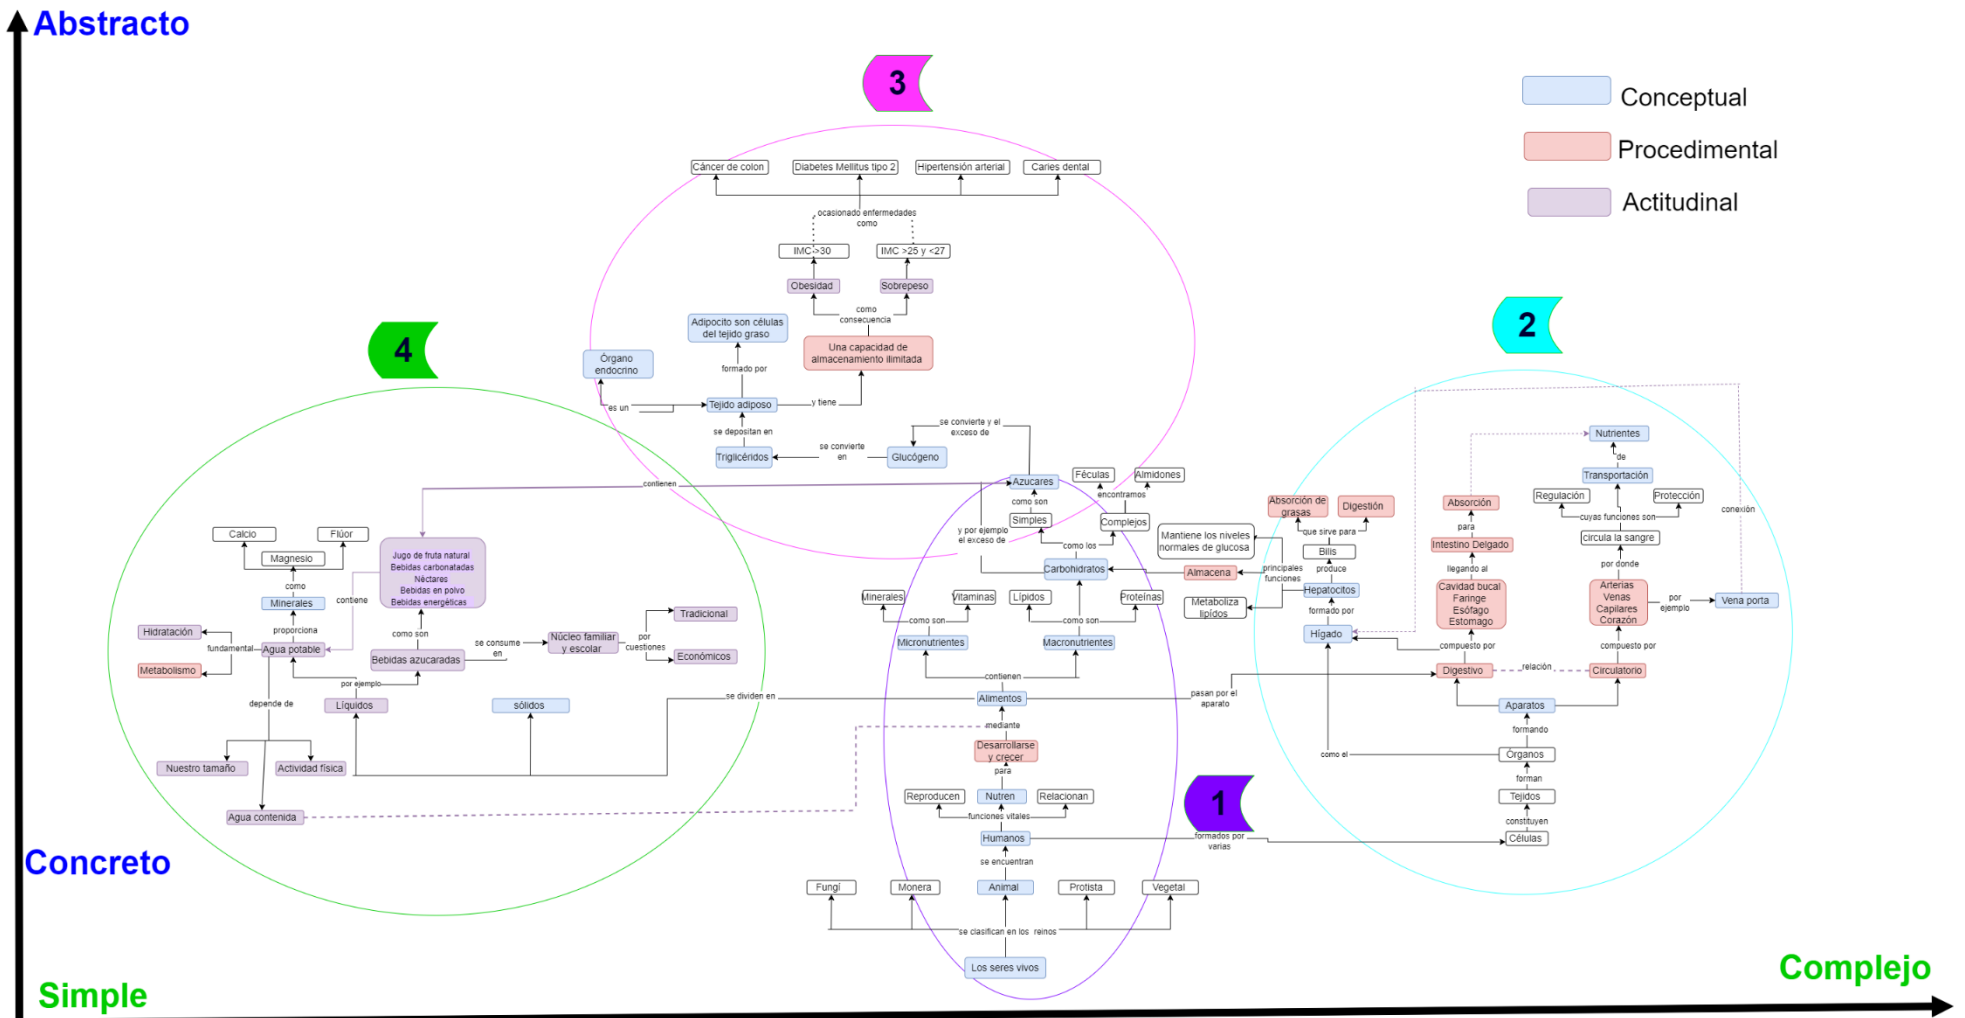 Abstracto
3
Conceptual
Procedimental
Actitudinal
Cáncer de colon
Diabetes Mellitus tipo 2
Hipertensión arterial
Caries dental
ocasionado enfermedades
como
IMC >30
IMC >25 y <27
Obesidad
Sobrepeso
como
consecuencia
Adipocito son células
del tejido graso
Una capacidad de
almacenamiento ilimitada
Órgano
endocrino
formado por
es un
Tejido adiposo
y tiene
se depositan en
Triglicéridos
se convierte
en
Glucógeno
se convierte y el
exceso de
4
2
contienen
Azucares
Féculas
Almidones
como son
encontramos
Simples
Complejos
y por ejemplo
el exceso de
como los
Carbohidratos
Almacena
Mantiene los niveles
normales de glucosa
principales
funciones
Metaboliza
lipídos
Absorción de
grasas
Digestión
que sirve para
Bilis
produce
Hepatocitos
formado por
Hígado
Nutrientes
de
Transportación
Regulación
Protección
cuyas funciones son
circula la sangre
por donde
Arterias
Venas
Capilares
Corazón
por
ejemplo
Vena porta
conexión
Absorción
para
Intestino Delgado
llegando al
Cavidad bucal
Faringe
Esófago
Estomago
compuesto por
compuesto por
Digestivo
relación
Circulatorio
Aparatos
formando
Órganos
como el
forman
Tejidos
constituyen
Células
Calcio
Flúor
Magnesio
como
Minerales
proporciona
Jugo de fruta natural
Bebidas carbonatadas
Néctares
Bebidas en polvo
Bebidas energéticas
contiene
como son
Hidratación
fundamental
Metabolismo
Agua potable
Bebidas azucaradas
se consume
en
Núcleo familiar
y escolar
por
cuestiones
Tradicional
Económicos
por ejemplo
Líquidos
sólidos
depende de
Nuestro tamaño
Actividad física
Agua contenida
se dividen en
Minerales
Vitaminas
Lípidos
Proteínas
como son
como son
Micronutrientes
Macronutrientes
contienen
Alimentos
pasan por el
aparato
mediante
Desarrollarse
y crecer
para
Reproducen
Nutren
Relacionan
funciones vitales
1
Humanos
formados por
varias
se encuentran
Fungí
Monera
Animal
Protista
Vegetal
se clasifican en los reinos
Los seres vivos
Concreto
Simple
Complejo